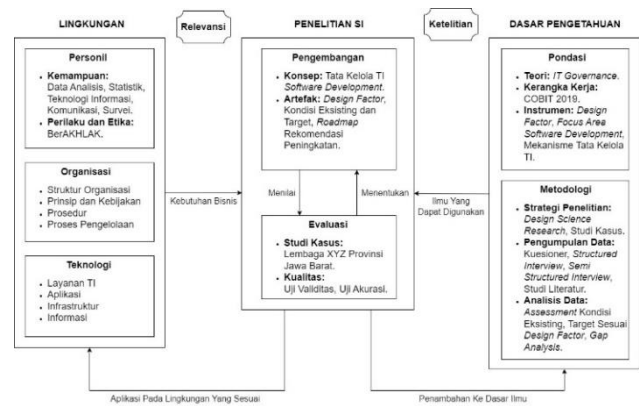 LINGKUNGAN
Relevansi
PENELITIAN SI
Ketelitian
DASAR PENGETAHUAN
Personil
• Kemampuan:
Data Analisis, Statistik,
Teknologi Informasi,
Komunikasi, Survei.
• Perilaku dan Etika:
BerAKHLAK.
Organisasi
• Struktur Organisasi
• Prinsip dan Kebijakan
• Prosedur
• Proses Pengelolaan
Teknologi
• Layanan TI
• Aplikasi
• Infrastruktur
• Informasi
Kebutuhan Bisnis
Pengembangan
• Konsep: Tata Kelola TI
Software Development.
• Artefak: Design Factor,
Kondisi Eksisting dan
Target, Roadmap
Rekomendasi
Peningkatan.
Menilai
Menentukan
Evaluasi
• Studi Kasus:
Lembaga XYZ Provinsi
Jawa Barat.
• Kualitas:
Uji Validitas, Uji Akurasi.
Ilmu Yang
Dapat Digunakan
Pondasi
• Teori: IT Governance.
• Kerangka Kerja:
COBIT 2019.
• Instrumen: Design
Factor, Focus Area
Software Development,
Mekanisme Tata Kelola
TI.
Metodologi
• Strategi Penelitian:
Design Science
Research, Studi Kasus.
• Pengumpulan Data:
Kuesioner, Structured
Interview, Semi
Structured Interview,
Studi Literatur.
• Analisis Data:
Assessment Kondisi
Eksisting, Target Sesuai
Design Factor, Gap
Analysis.
Aplikasi Pada Lingkungan Yang Sesuai
Penambahan Ke Dasar Ilmu